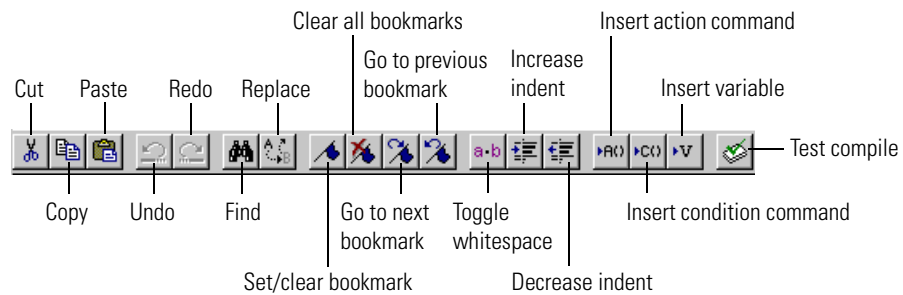 Clear all bookmarks
Insert action command
Go to previous
bookmark
Increase
indent
Cut
Paste
Redo
Replace
Insert variable
A
B
a·b
A()
C()
V
Test compile
Copy
Undo
Find
Go to next
bookmark
Toggle
whitespace
Insert condition command
Set/clear bookmark
Decrease indent